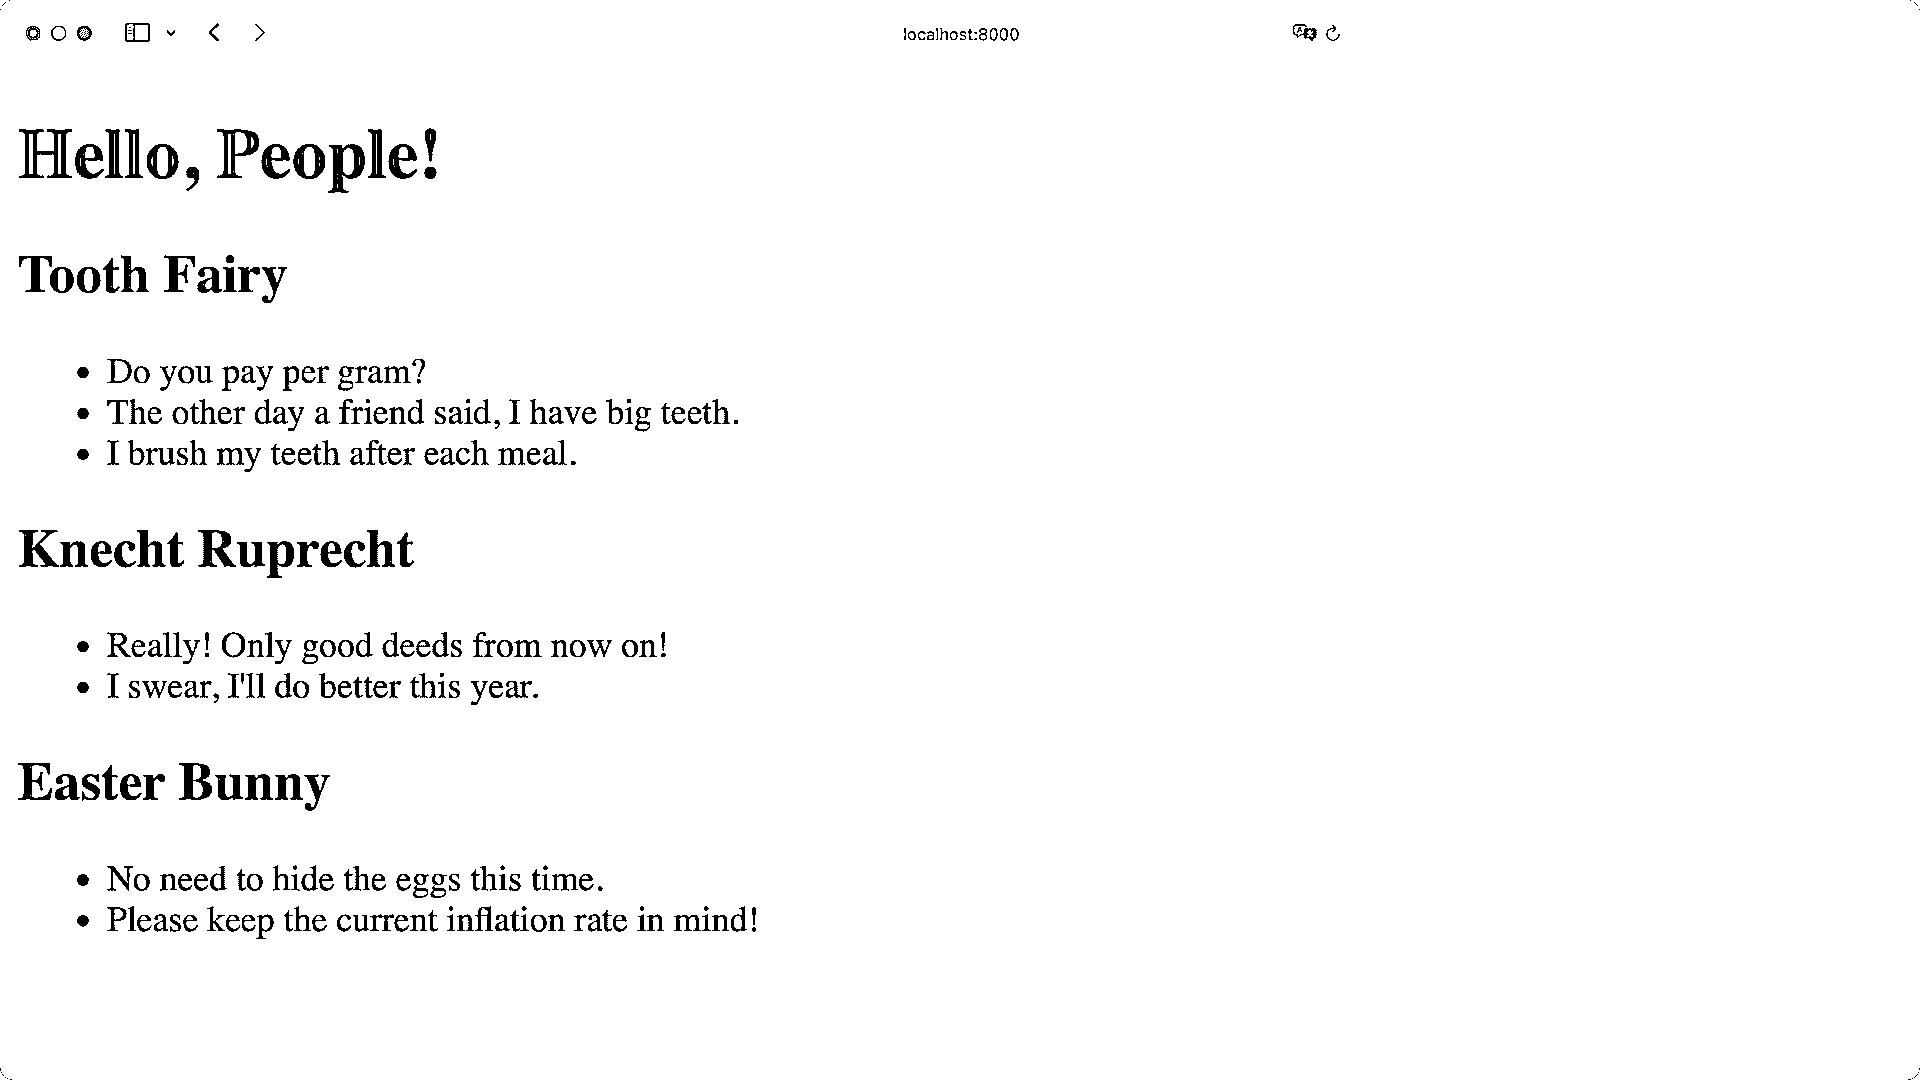 localhost:8000
Hello, People!
Tooth Fairy
Do you pay per gram?
The other day a friend said, I have big teeth.
I brush my teeth after each meal.
Knecht Ruprecht
Really! Only good deeds from now on!
I swear, I'll do better this year.
Easter Bunny
No need to hide the eggs this time.
Please keep the current inflation rate in mind!